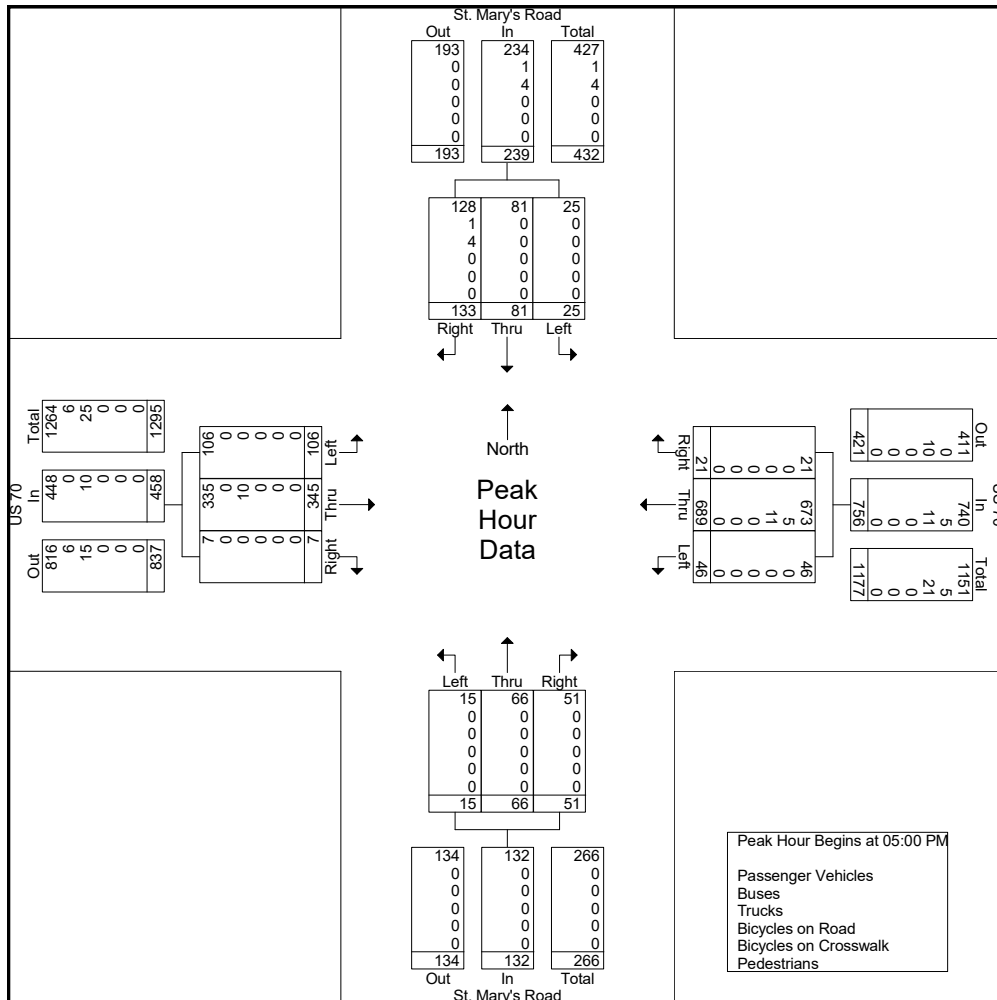 St. Mary's Road
Out In Total
193 234 427
0 1 1
0 4 4
0 0 0
0 0 0
0 0 0
193 239 432
128 81 25
1 0 0
4 0 0
0 0 0
0 0 0
0 0 0
133 81 25
Right Thru Left
US 70
Total
1264 6 25 0 0 0 1295
In
448 0 10 0 0 0 458
Out
816 6 15 0 0 0 837
106 0 0 0 0 0 106
Left
335 0 10 0 0 0 345
Thru
7 0 0 0 0 0 7
Right
North
Peak
Hour
Data
Right
21 0 0 0 0 0 21
Thru
673 5 11 0 0 0 689
Left
46 0 0 0 0 0 46
US 70
Out
411 0 10 0 0 0 421
In
740 5 11 0 0 0 756
Total
1151 5 21 0 0 0 1177
Left Thru Right
15 66 51
0 0 0
0 0 0
0 0 0
0 0 0
0 0 0
15 66 51
134 132 266
0 0 0
0 0 0
0 0 0
0 0 0
0 0 0
134 132 266
Out In Total
St. Mary's Road
Peak Hour Begins at 05:00 PM
Passenger Vehicles
Buses
Trucks
Bicycles on Road
Bicycles on Crosswalk
Pedestrians